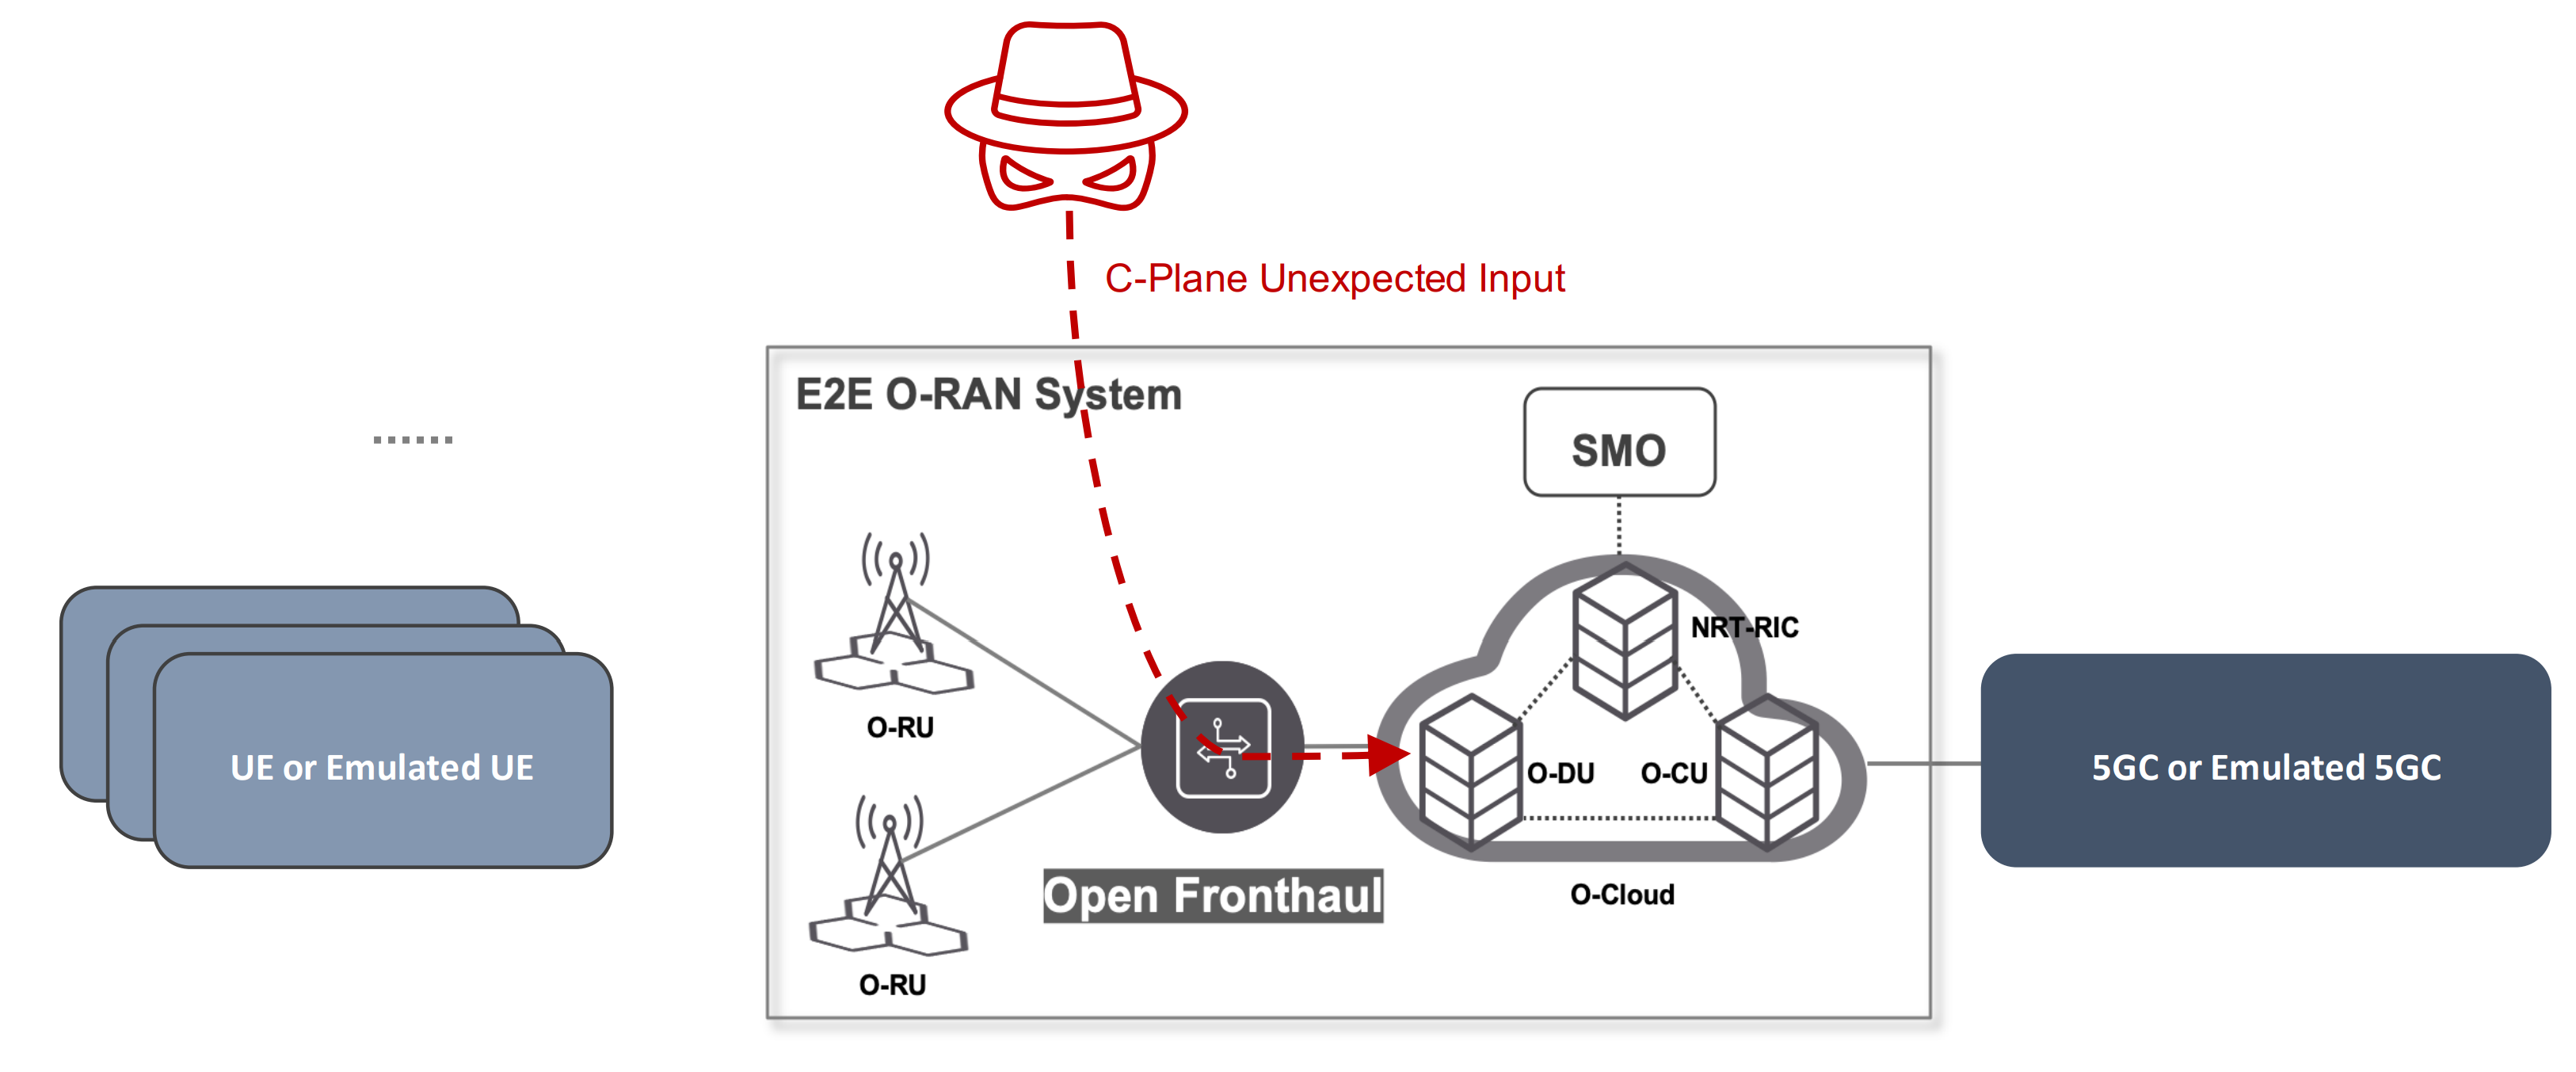 C-Plane Unexpected Input
E2E O-RAN System
SMO
NRT-RIC
O-RU
O-DU
O-CU
UE or Emulated UE
5GC or Emulated 5GC
Open Fronthaul
O-Cloud
O-RU